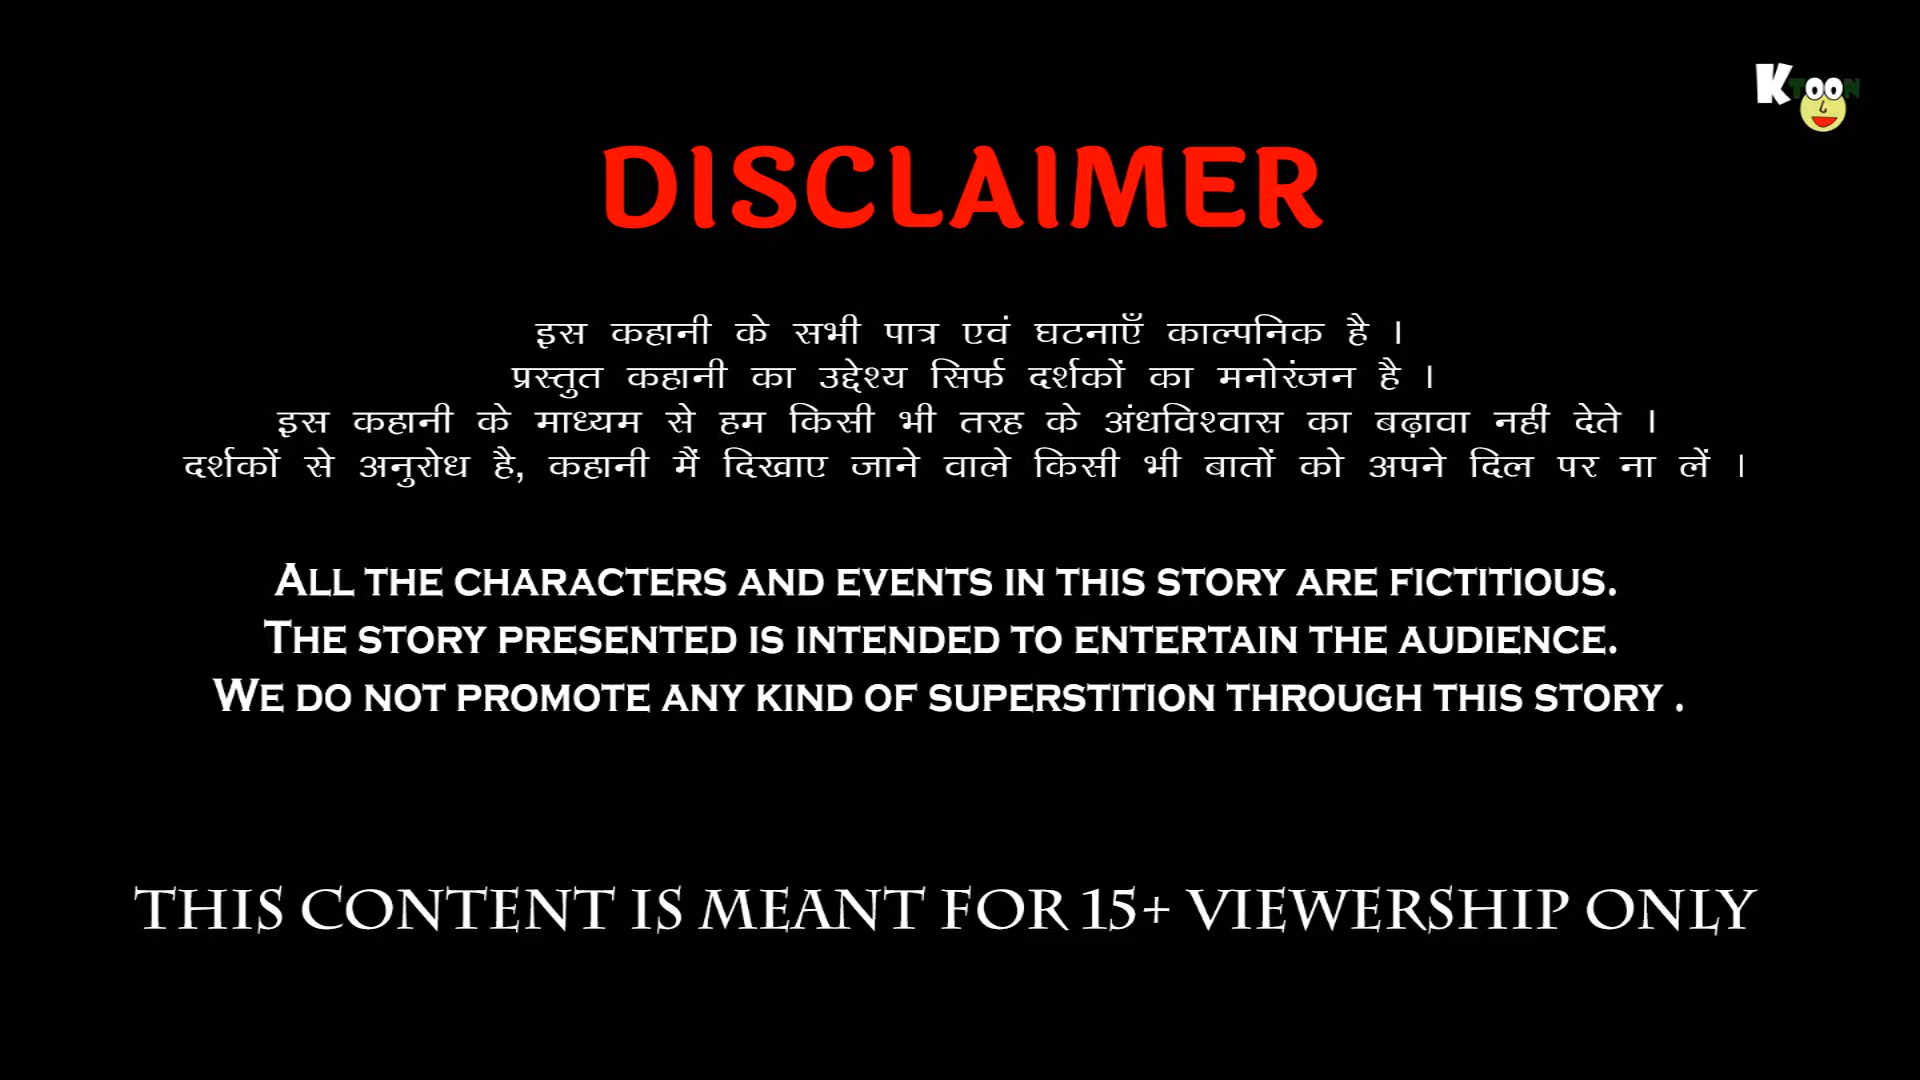 KTOON
DISCLAIMER
इस कहानी के सभी पात्र एवं घटनाएँ काल्पनिक है ।
प्रस्तुत कहानी का उद्देश्य सिर्फ दर्शकों का मनोरंजन है ।
इस कहानी के माध्यम से हम किसी भी तरह के अंधविश्वास का बढ़ावा नहीं देते ।
दर्शकों से अनुरोध है, कहानी मैं दिखाए जाने वाले किसी भी बातों को अपने दिल पर ना लें ।
ALL THE CHARACTERS AND EVENTS IN THIS STORY ARE FICTITIOUS.
THE STORY PRESENTED IS INTENDED TO ENTERTAIN THE AUDIENCE.
WE DO NOT PROMOTE ANY KIND OF SUPERSTITION THROUGH THIS STORY .
THIS CONTENT IS MEANT FOR 15+ VIEWERSHIP ONLY